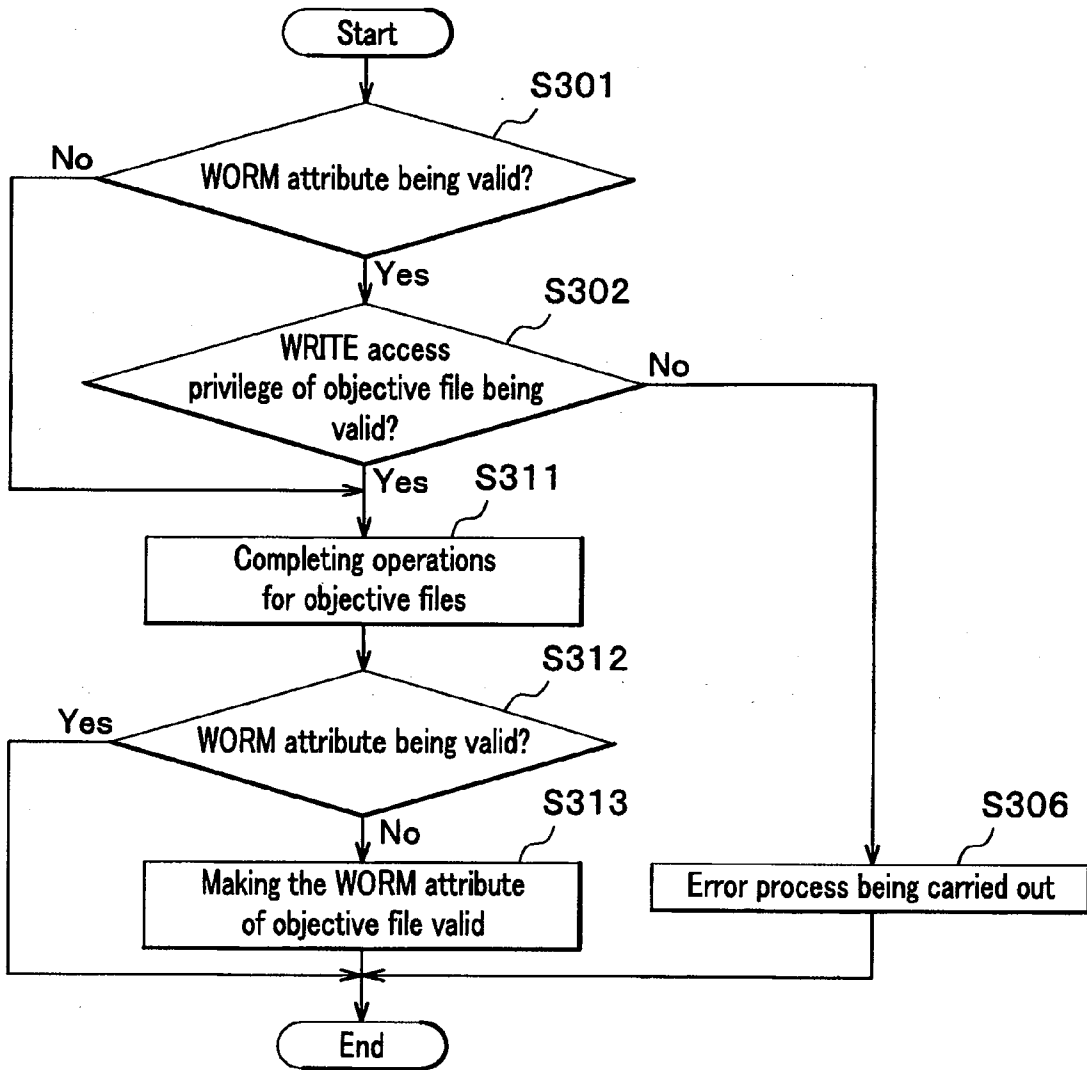 Start
S301
No
WORM attribute being valid?
Yes
S302
WRITE access
privilege of objective file being
valid?
No
Yes
S311
Completing operations
for objective files
S312
Yes
WORM attribute being valid?
S313
No
S306
Making the WORM attribute
of objective file valid
Error process being carried out
End